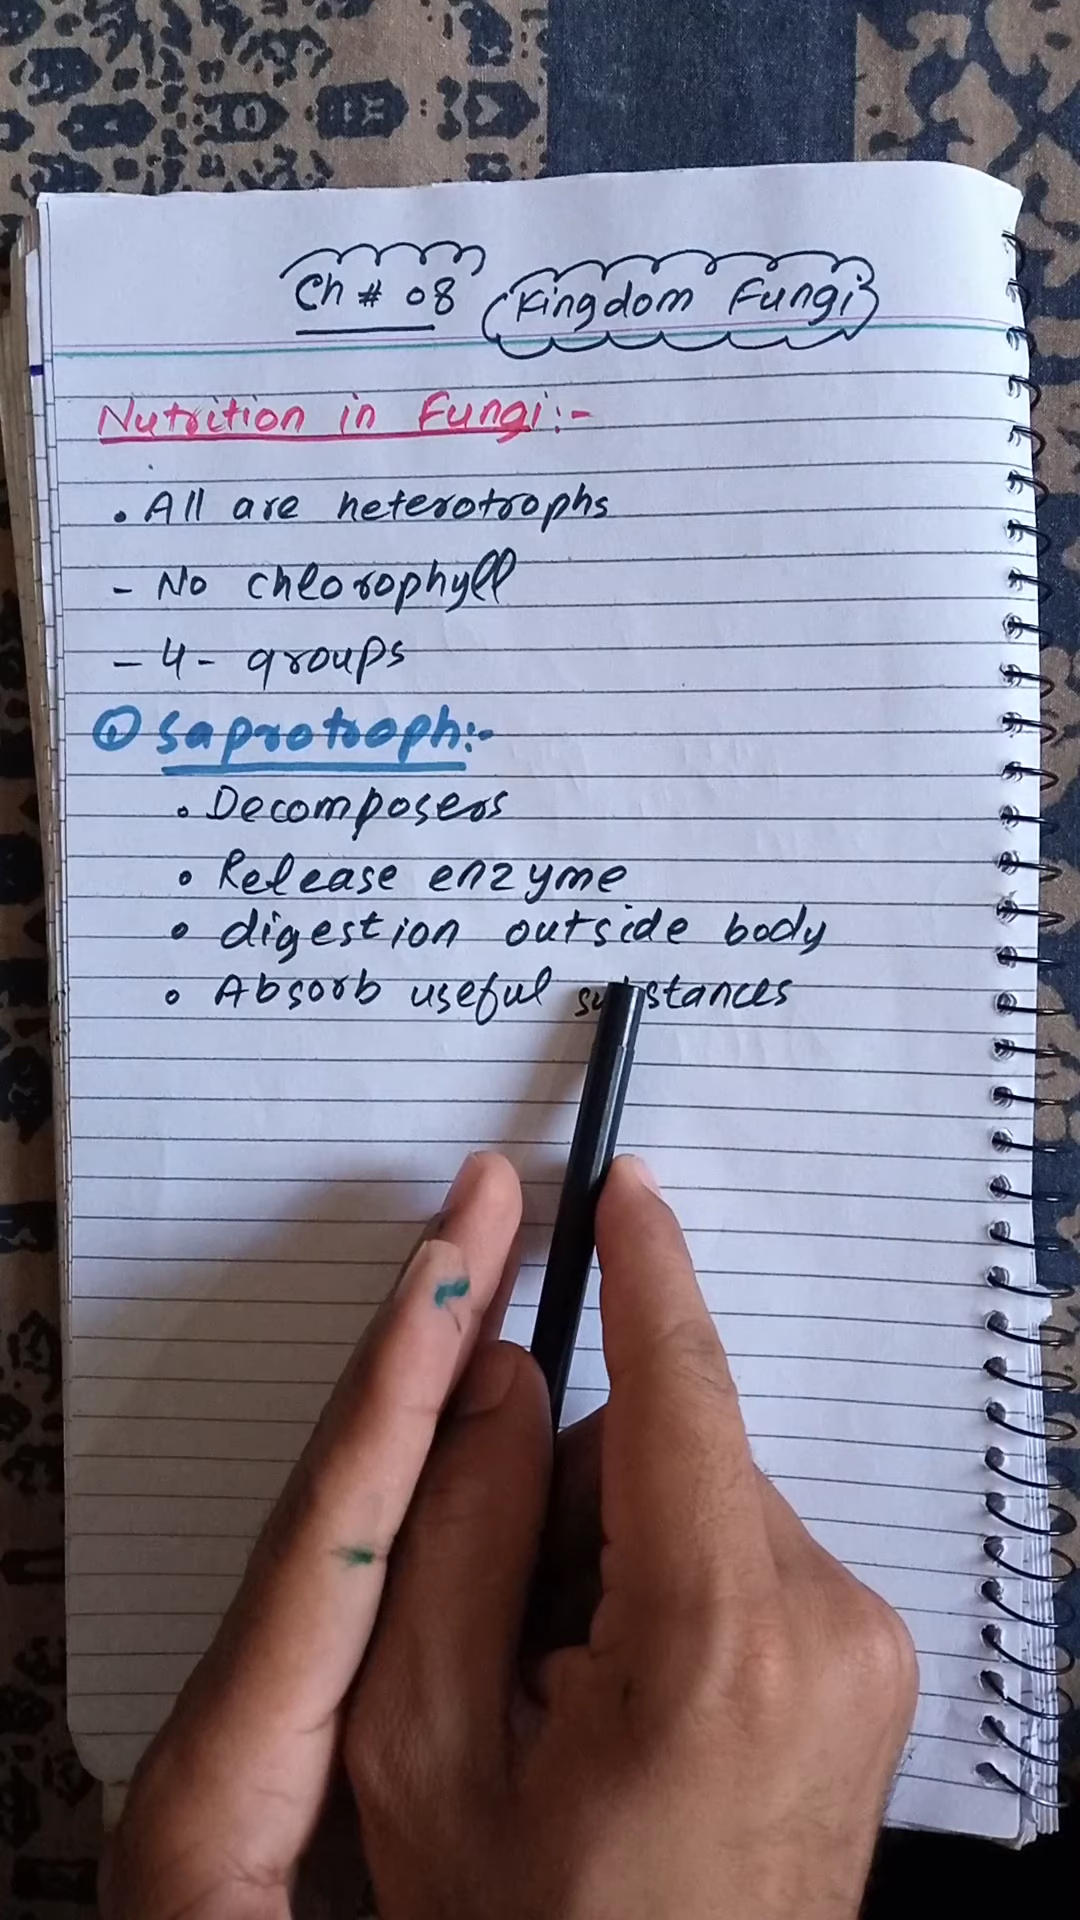 Ch # 08 Kingdom Fungi
Nutrition in Fungi:-
• All are heterotrophs
- No chlorophyll
- 4- groups
① Saprotroph:-
• Decomposers
• Release enzyme
• digestion outside body
• Absorb useful substances